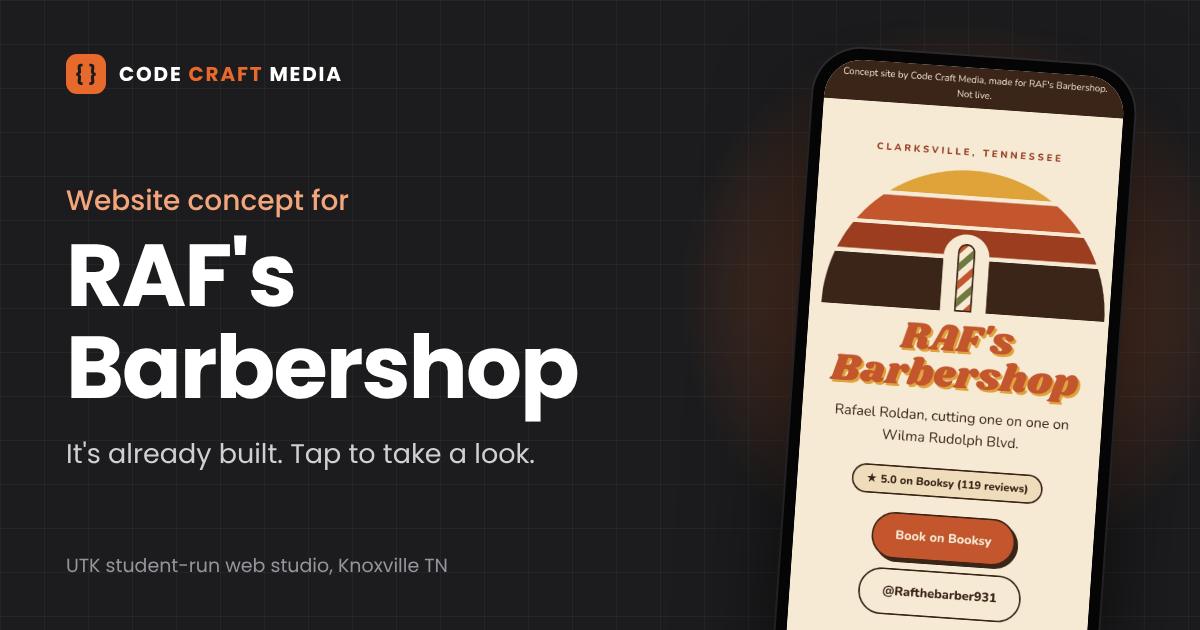 { } CODE CRAFT MEDIA
Website concept for
RAF's
Barbershop
It's already built. Tap to take a look.
UTK student-run web studio, Knoxville TN
Concept site by Code Craft Media, made for RAF's Barbershop.
Not live.
CLARKSVILLE, TENNESSEE
RAF's
Barbershop
Rafael Roldan, cutting one on one on
Wilma Rudolph Blvd.
★ 5.0 on Booksy (119 reviews)
Book on Booksy
@Rafthebarber931